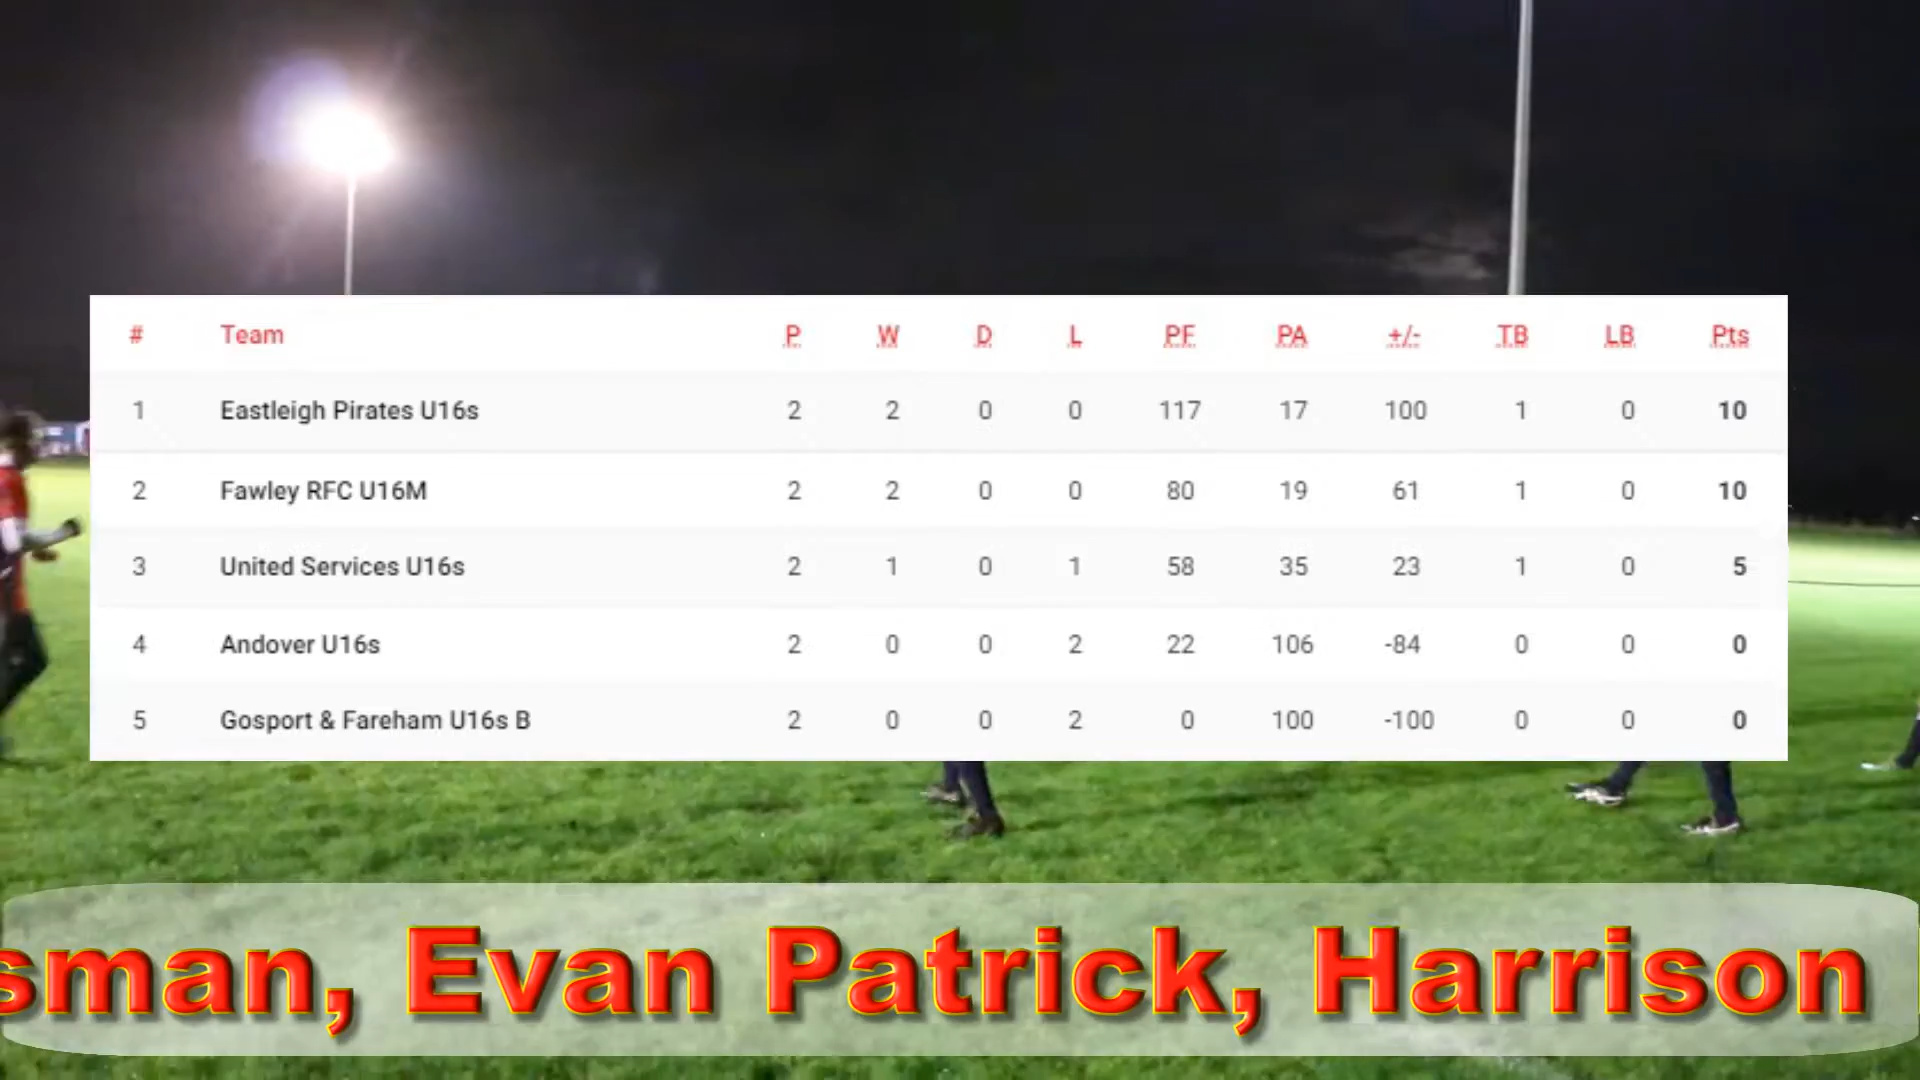 # Team P W D L PF PA +/- TB LB Pts
1 Eastleigh Pirates U16s 2 2 0 0 117 17 100 1 0 10
2 Fawley RFC U16M 2 2 0 0 80 19 61 1 0 10
3 United Services U16s 2 1 0 1 58 35 23 1 0 5
4 Andover U16s 2 0 0 2 22 106 -84 0 0 0
5 Gosport & Fareham U16s B 2 0 0 2 0 100 -100 0 0 0
sman, Evan Patrick, Harrison